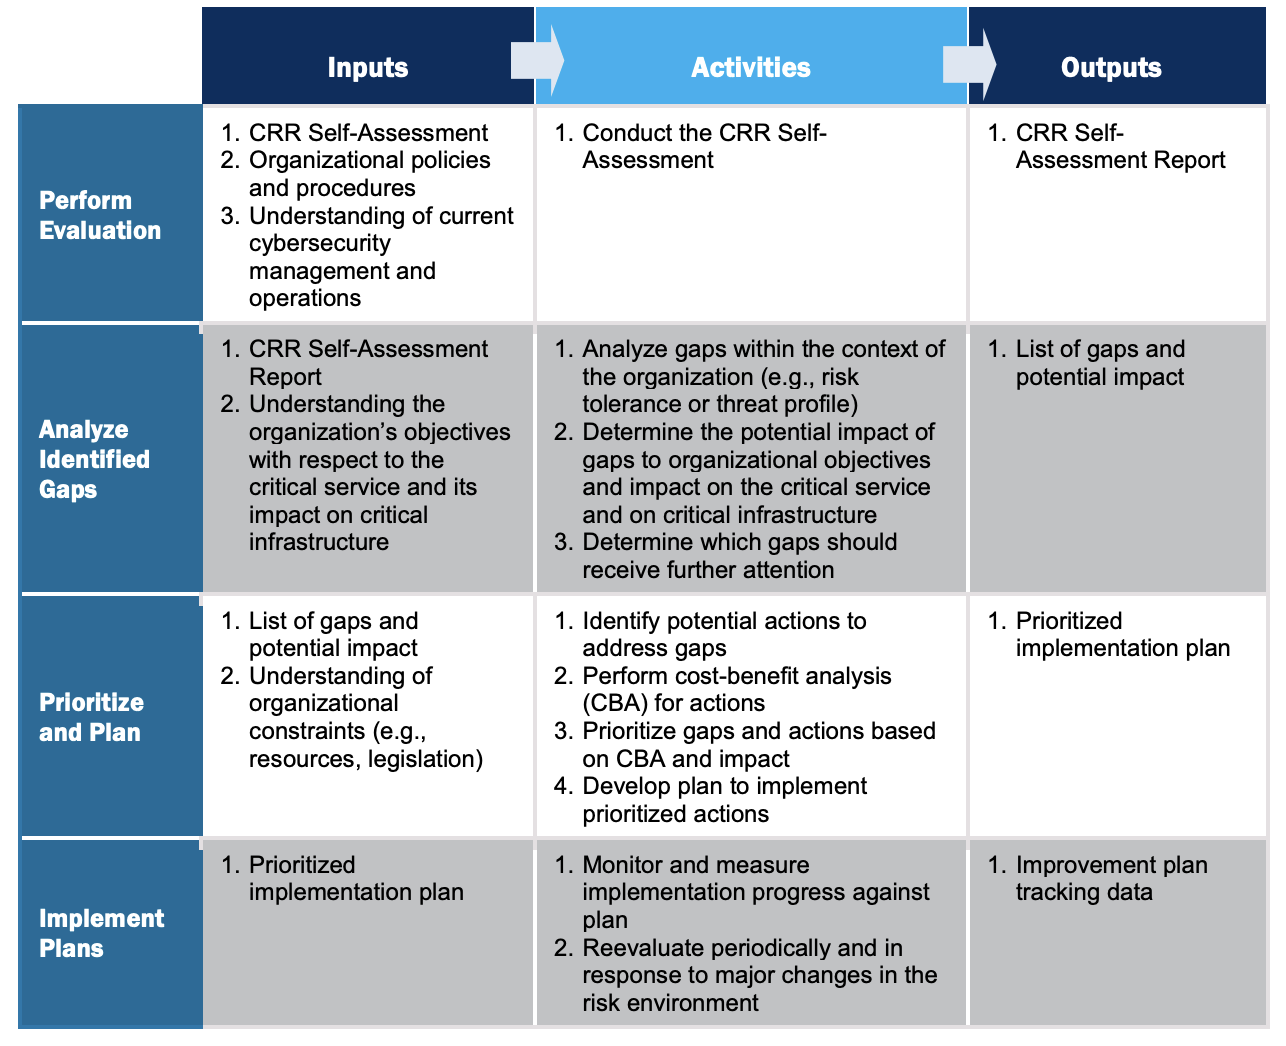 Inputs
Activities
Outputs
Perform
Evaluation
1. CRR Self-Assessment
2. Organizational policies
and procedures
3. Understanding of current
cybersecurity
management and
operations
1. Conduct the CRR Self-
Assessment
1. CRR Self-
Assessment Report
Analyze
Identified
Gaps
1. CRR Self-Assessment
Report
2. Understanding the
organization’s objectives
with respect to the
critical service and its
impact on critical
infrastructure
1. Analyze gaps within the context of
the organization (e.g., risk
tolerance or threat profile)
2. Determine the potential impact of
gaps to organizational objectives
and impact on the critical service
and on critical infrastructure
3. Determine which gaps should
receive further attention
1. List of gaps and
potential impact
Prioritize
and Plan
1. List of gaps and
potential impact
2. Understanding of
organizational
constraints (e.g.,
resources, legislation)
1. Identify potential actions to
address gaps
2. Perform cost-benefit analysis
(CBA) for actions
3. Prioritize gaps and actions based
on CBA and impact
4. Develop plan to implement
prioritized actions
1. Prioritized
implementation plan
Implement
Plans
1. Prioritized
implementation plan
1. Monitor and measure
implementation progress against
plan
2. Reevaluate periodically and in
response to major changes in the
risk environment
1. Improvement plan
tracking data